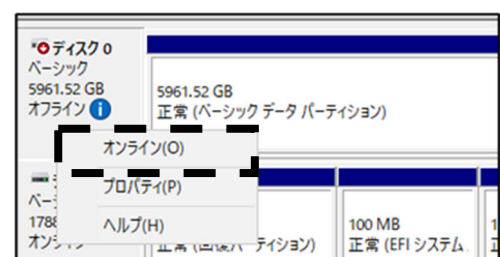 ディスク 0
ベーシック
5961.52 GB
オフライン
5961.52 GB
正常 (ベーシック データ パーティション)
オンライン(O)
プロパティ(P)
ヘルプ(H)
100 MB
正常 (EFI システム